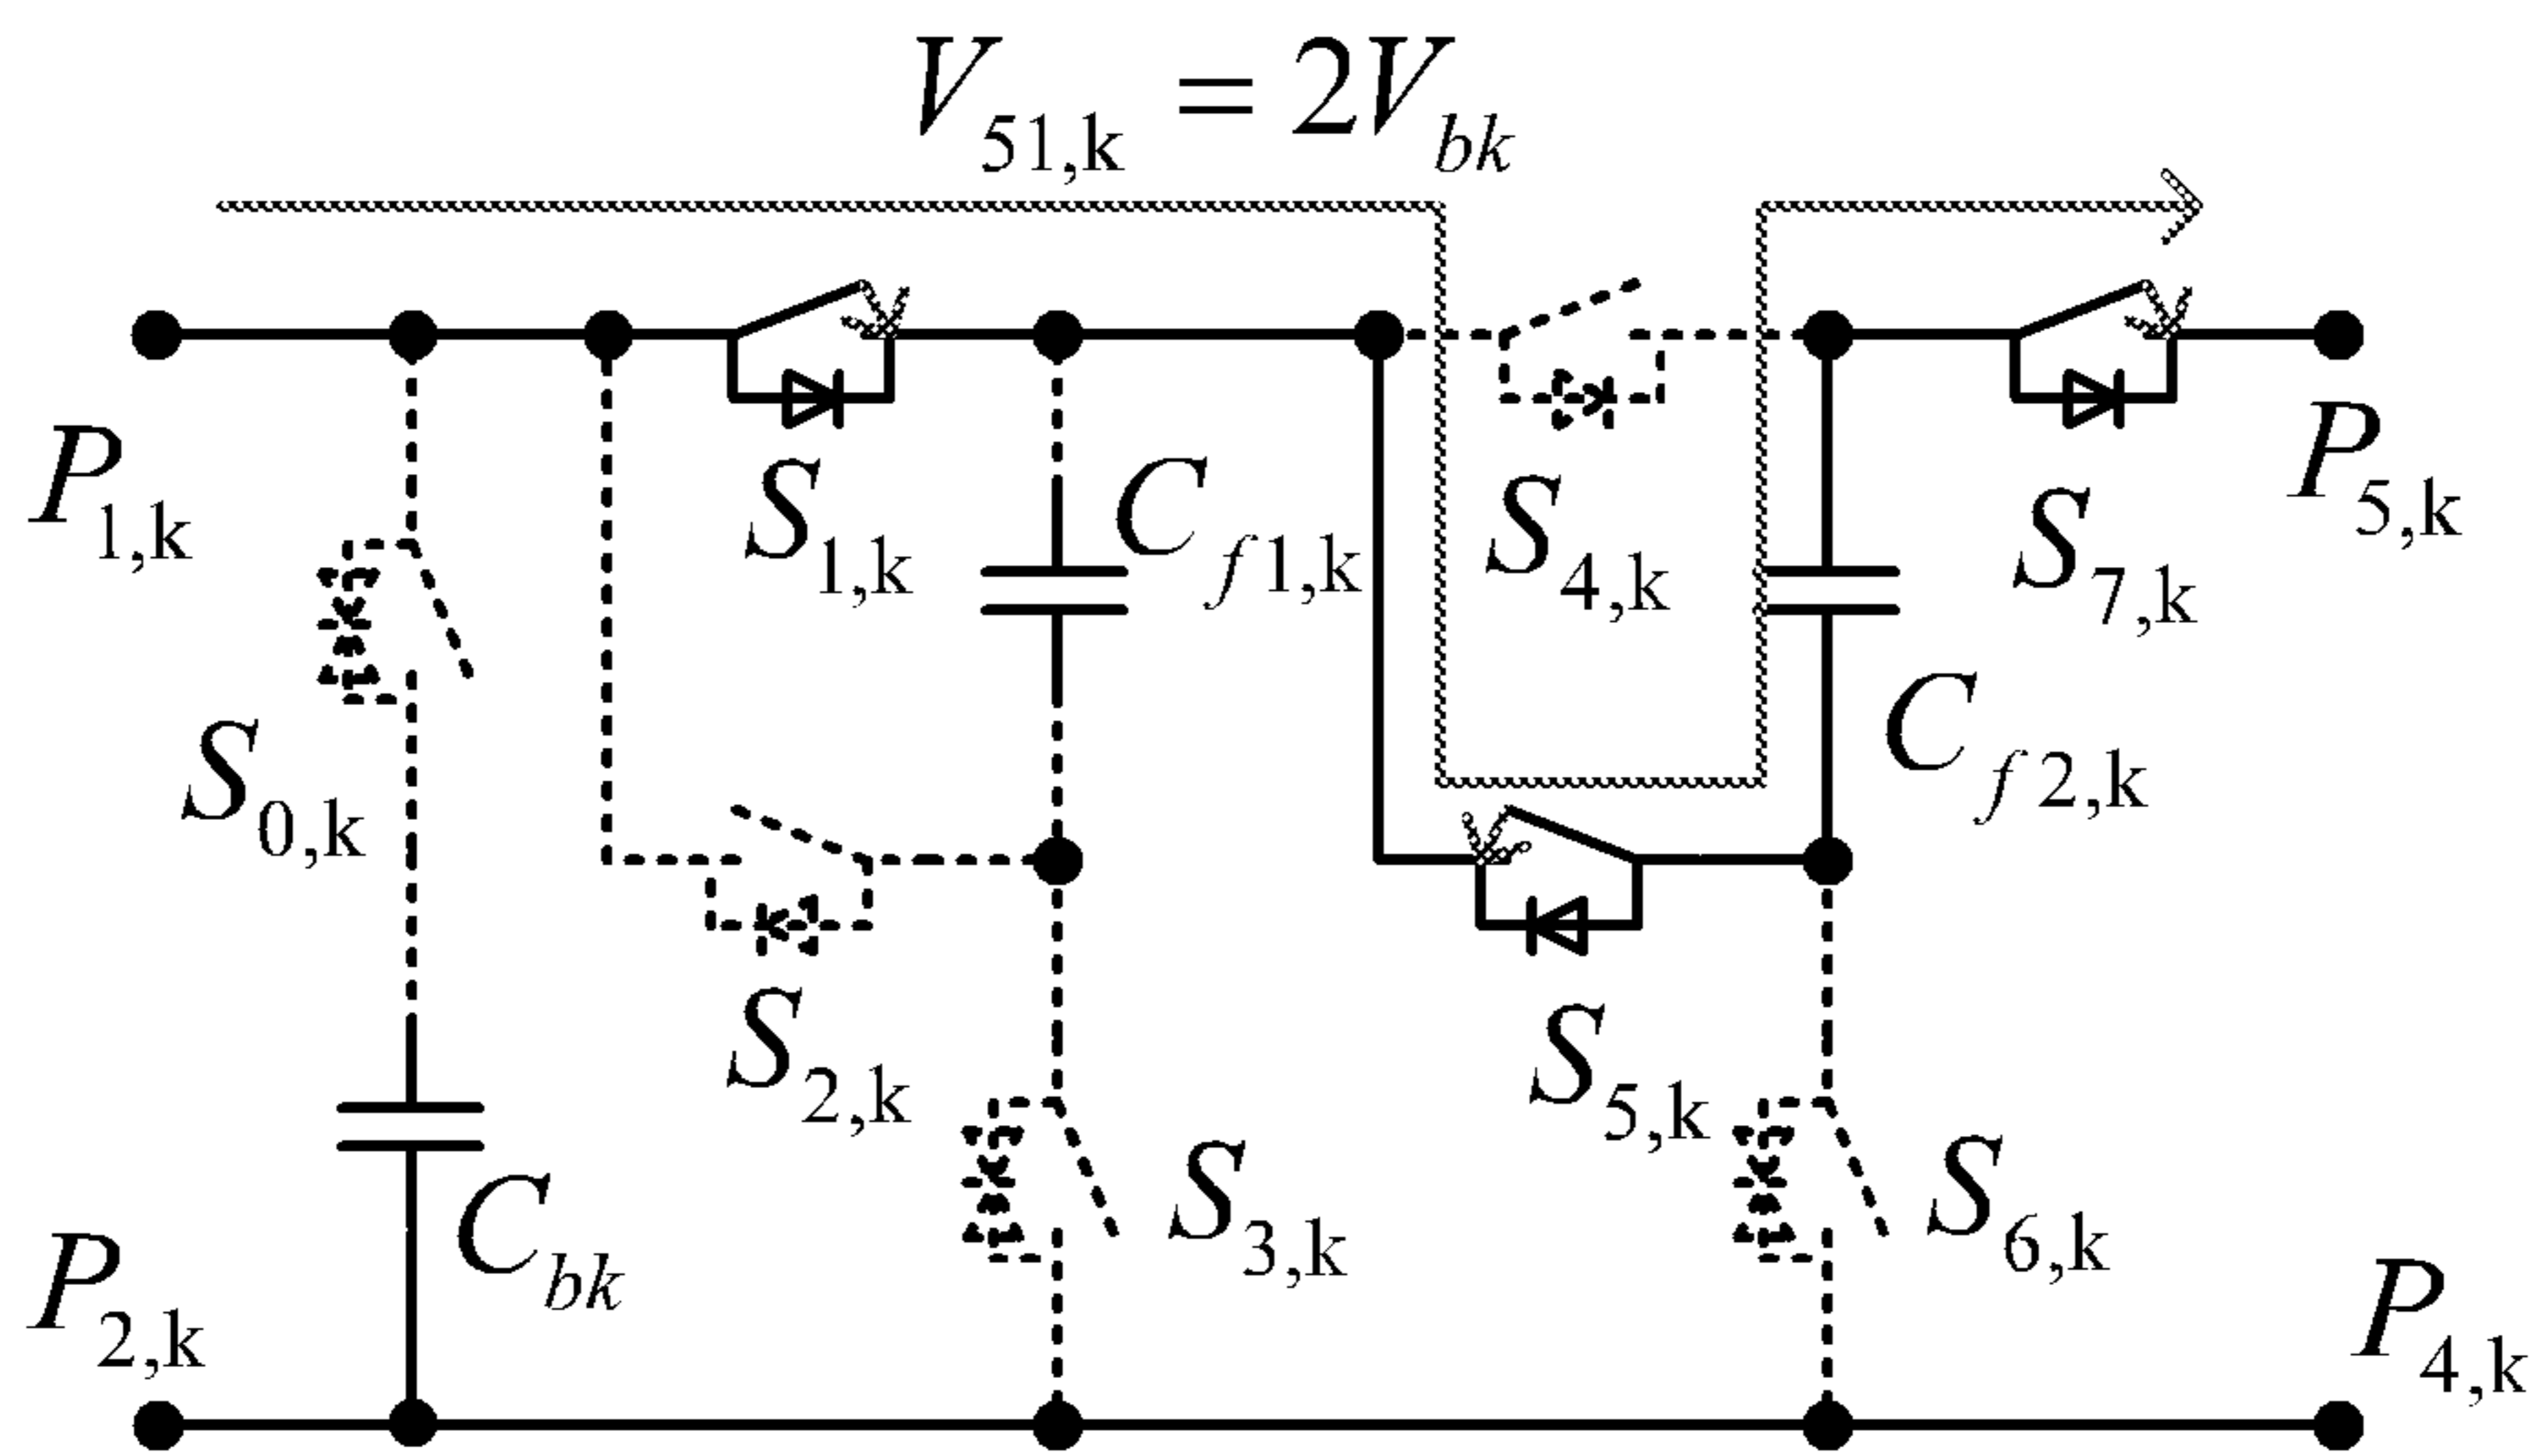 V51,k = 2Vbk
P1,k
S1,k
Cf1,k
S4,k
S7,k
P5,k
S0,k
Cf2,k
S2,k
S5,k
Cbk
S3,k
S6,k
P2,k
P4,k